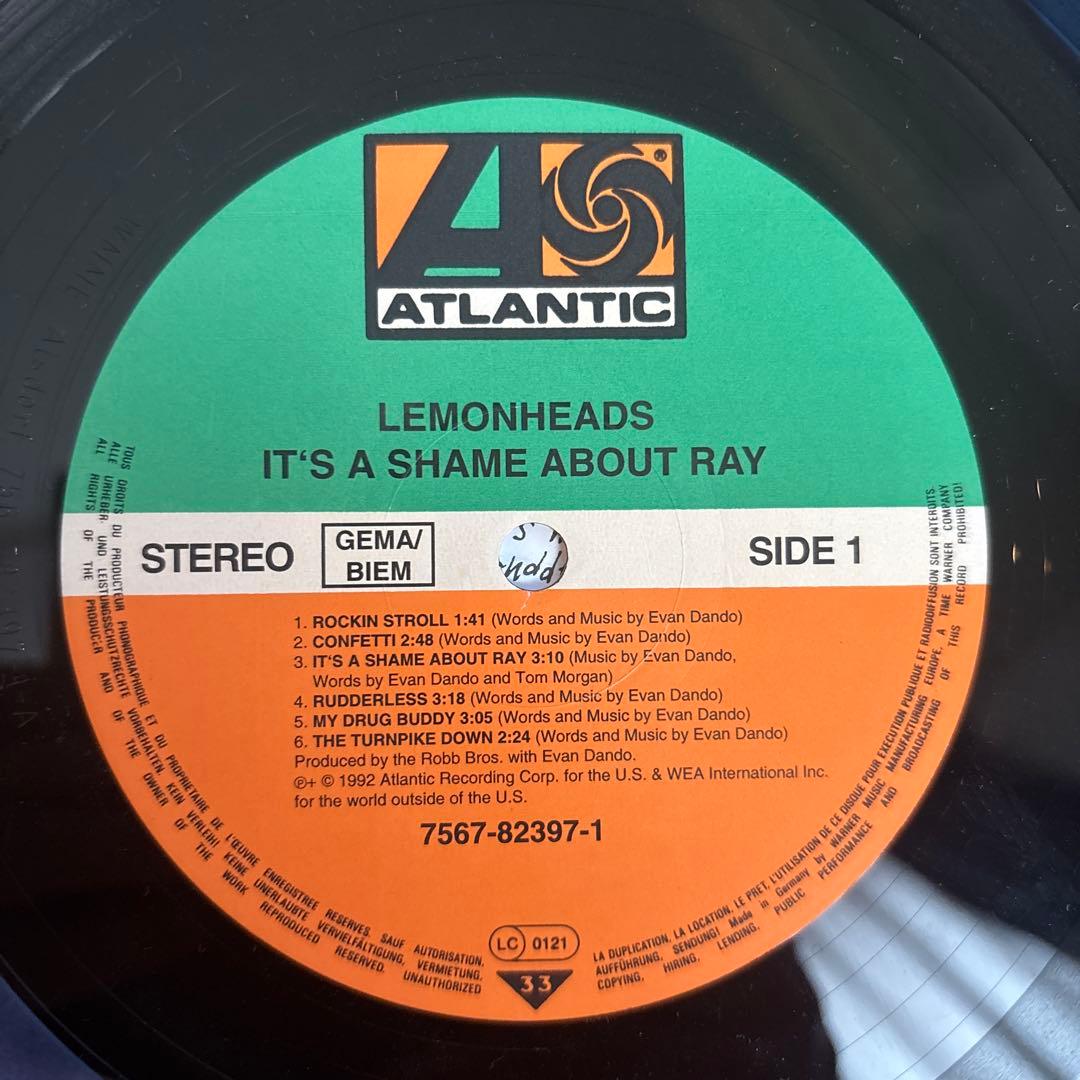 ATLANTIC
®
LEMONHEADS
IT'S A SHAME ABOUT RAY
STEREO
GEMA/
BIEM
SIDE 1
1. ROCKIN STROLL 1:41 (Words and Music by Evan Dando)
2. CONFETTI 2:48 (Words and Music by Evan Dando)
3. IT'S A SHAME ABOUT RAY 3:10 (Music by Evan Dando,
Words by Evan Dando and Tom Morgan)
4. RUDDERLESS 3:18 (Words and Music by Evan Dando)
5. MY DRUG BUDDY 3:05 (Words and Music by Evan Dando)
6. THE TURNPIKE DOWN 2:24 (Words and Music by Evan Dando)
Produced by the Robb Bros. with Evan Dando.
℗+ © 1992 Atlantic Recording Corp. for the U.S. & WEA International Inc.
for the world outside of the U.S.
7567-82397-1
LC 0121
33
TOUS DROITS DU PRODUCTEUR PHONOGRAPHIQUE ET DU PROPRIETAIRE DE L'ŒUVRE ENREGISTREE RESERVES. SAUF AUTORISATION,
ALLE URHEBER- UND LEISTUNGSSCHUTZRECHTE VORBEHALTEN. KEIN VERLEIH! KEINE UNERLAUBTE VERVIELFÄLTIGUNG, VERMIETUNG,
ALL RIGHTS OF THE PRODUCER AND OF THE OWNER OF THE WORK REPRODUCED RESERVED. UNAUTHORIZED
LA DUPLICATION, LA LOCATION, LE PRET, L'UTILISATION DE CE DISQUE POUR EXECUTION PUBLIQUE ET RADIODIFFUSION SONT INTERDITS.
AUFFÜHRUNG, SENDUNG! Made in Germany by WARNER MUSIC MANUFACTURING EUROPE, A TIME WARNER COMPANY
COPYING, HIRING, LENDING, PUBLIC PERFORMANCE AND BROADCASTING OF THIS RECORD PROHIBITED!